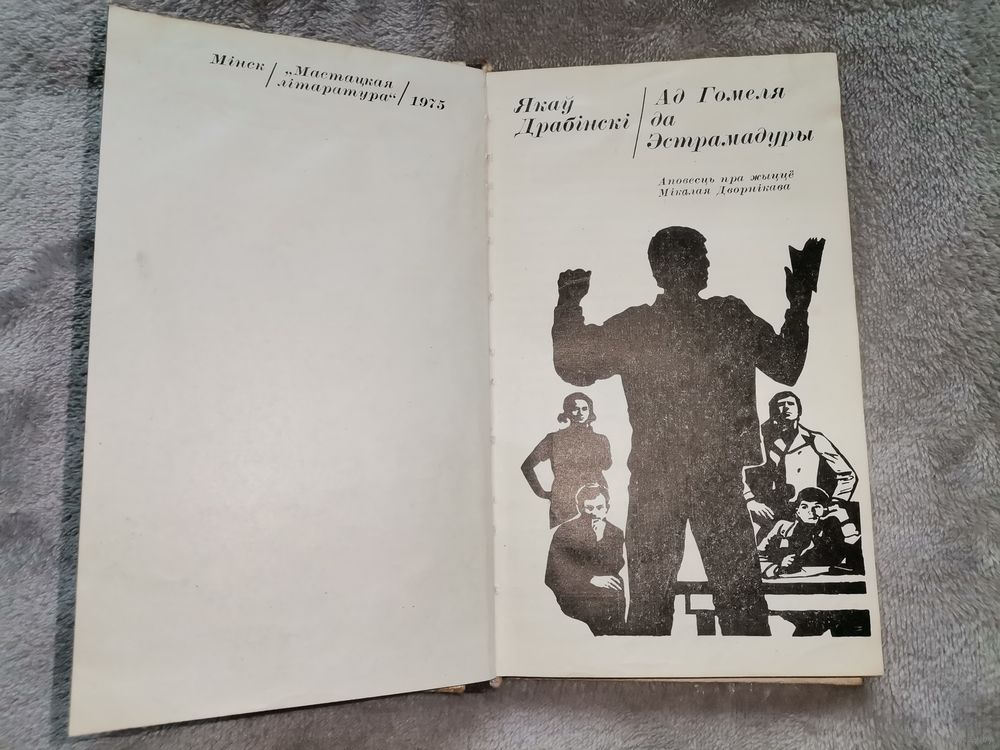 Мінск / „Мастацкая
літаратура“ / 1975
Якаў
Драбінскі
Ад Гомеля
да
Эстрамадуры
Аповесць пра жыццё
Мікалая Дворнікава